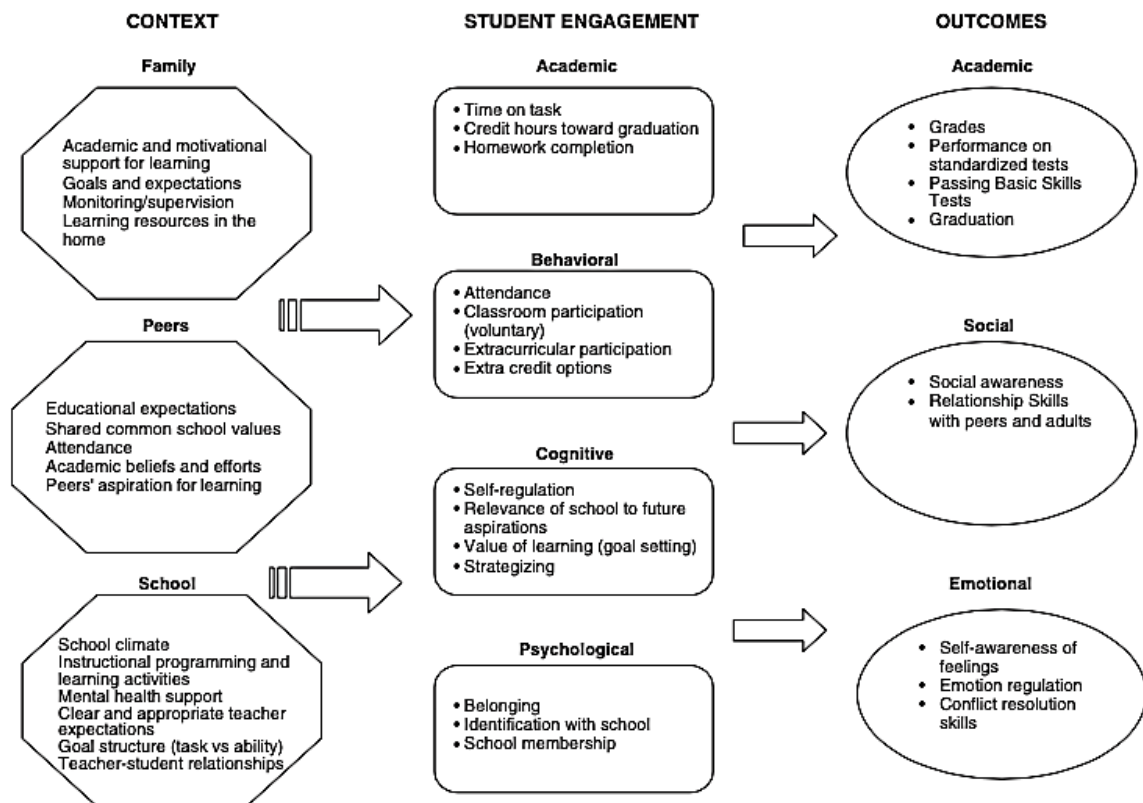 CONTEXT
Family
Academic and motivational
support for learning
Goals and expectations
Monitoring/supervision
Learning resources in the
home
Peers
Educational expectations
Shared common school values
Attendance
Academic beliefs and efforts
Peers' aspiration for learning
School
School climate
Instructional programming and
learning activities
Mental health support
Clear and appropriate teacher
expectations
Goal structure (task vs ability)
Teacher-student relationships
STUDENT ENGAGEMENT
Academic
• Time on task
• Credit hours toward graduation
• Homework completion
Behavioral
• Attendance
• Classroom participation
(voluntary)
• Extracurricular participation
• Extra credit options
Cognitive
• Self-regulation
• Relevance of school to future
aspirations
• Value of learning (goal setting)
• Strategizing
Psychological
• Belonging
• Identification with school
• School membership
OUTCOMES
Academic
• Grades
• Performance on
standardized tests
• Passing Basic Skills
Tests
• Graduation
Social
• Social awareness
• Relationship Skills
with peers and adults
Emotional
• Self-awareness of
feelings
• Emotion regulation
• Conflict resolution
skills